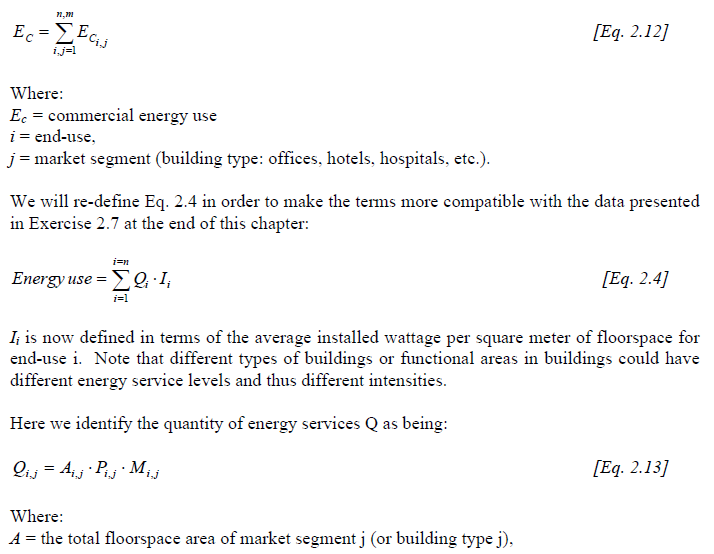 n,m
E_C = ∑ E_{C_{i,j}} [Eq. 2.12]
i,j=1
Where:
E_c = commercial energy use
i = end-use,
j = market segment (building type: offices, hotels, hospitals, etc.).
We will re-define Eq. 2.4 in order to make the terms more compatible with the data presented
in Exercise 2.7 at the end of this chapter:
i=n
Energy use = ∑ Q_i · I_i [Eq. 2.4]
i=1
I_i is now defined in terms of the average installed wattage per square meter of floorspace for
end-use i. Note that different types of buildings or functional areas in buildings could have
different energy service levels and thus different intensities.
Here we identify the quantity of energy services Q as being:
Q_{i,j} = A_{i,j} · P_{i,j} · M_{i,j} [Eq. 2.13]
Where:
A = the total floorspace area of market segment j (or building type j),